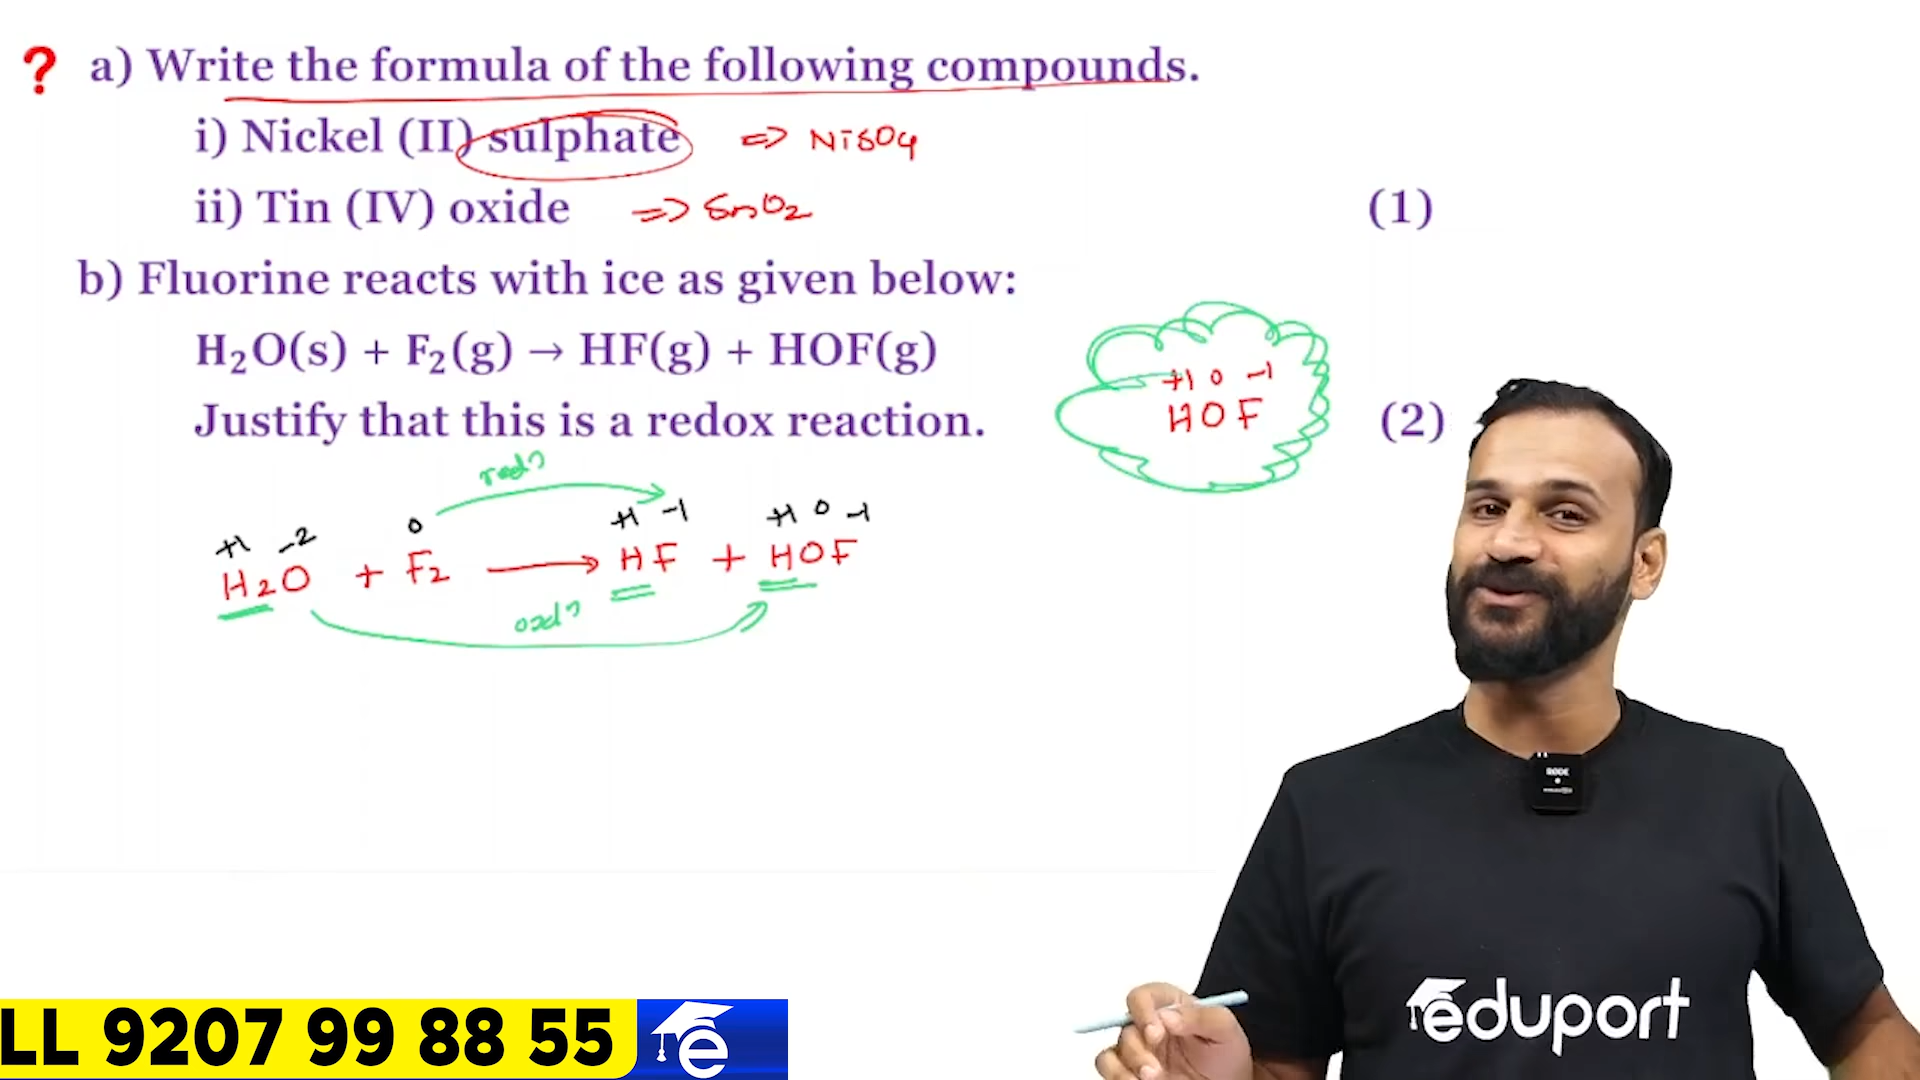 ? a) Write the formula of the following compounds.
i) Nickel (II) sulphate => NiSO4
ii) Tin (IV) oxide => SnO2 (1)
b) Fluorine reacts with ice as given below:
H₂O(s) + F₂(g) → HF(g) + HOF(g)
+1 0 -1
HOF
Justify that this is a redox reaction. (2)
redn
+1 -2 0 +1 -1 +1 0 -1
H2O + F2 → HF + HOF
oxdn
RODE
eduport
LL 9207 99 88 55 e